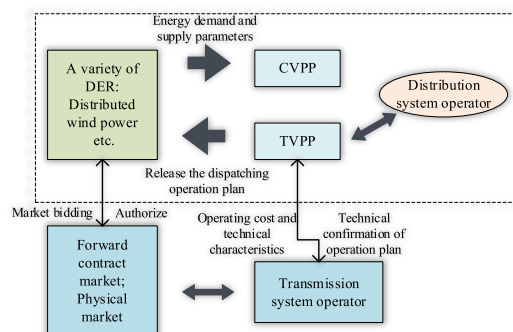 Energy demand and
supply parameters
A variety of
DER:
Distributed
wind power
etc.
CVPP
Distribution
system operator
TVPP
Release the dispatching
operation plan
Market bidding
Authorize
Operating cost and
technical
characteristics
Technical
confirmation of
operation plan
Forward
contract
market;
Physical
market
Transmission
system operator